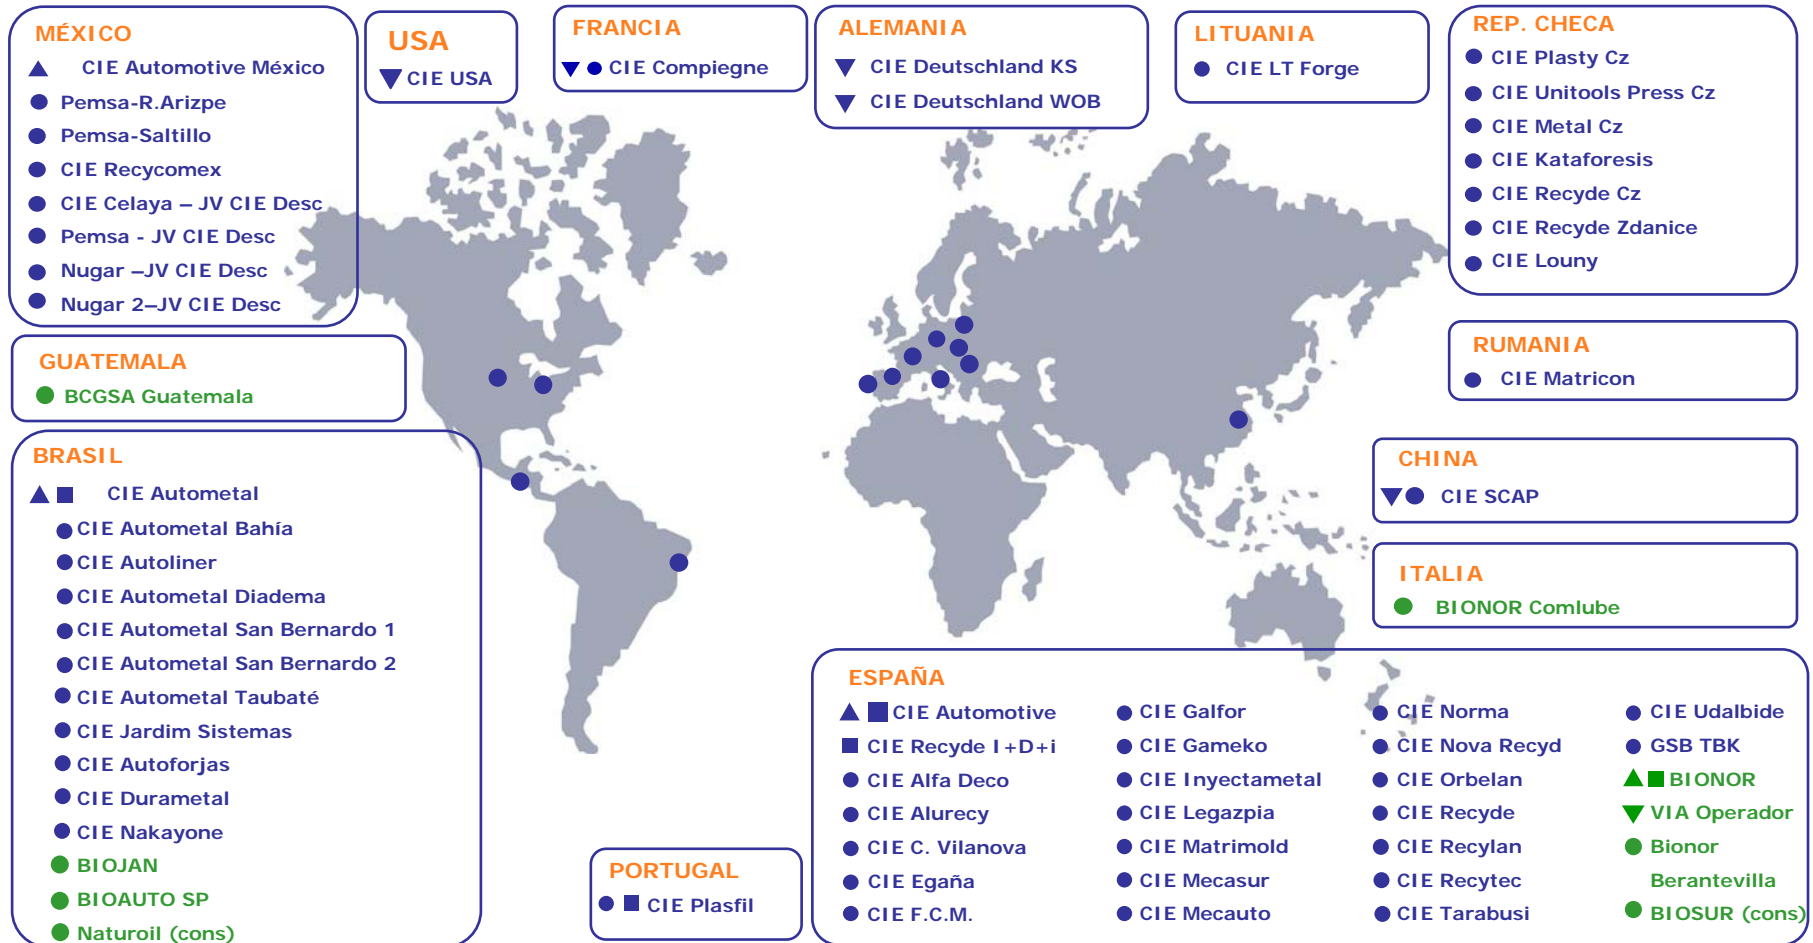 MÉXICO
CIE Automotive México
Pemsa-R.Arizpe
Pemsa-Saltillo
CIE Recycomex
CIE Celaya – JV CIE Desc
Pemsa - JV CIE Desc
Nugar –JV CIE Desc
Nugar 2–JV CIE Desc
USA
CIE USA
FRANCIA
CIE Compiegne
ALEMANIA
CIE Deutschland KS
CIE Deutschland WOB
LITUANIA
CIE LT Forge
REP. CHECA
CIE Plasty Cz
CIE Unitools Press Cz
CIE Metal Cz
CIE Kataforesis
CIE Recyde Cz
CIE Recyde Zdanice
CIE Louny
GUATEMALA
BCGSA Guatemala
RUMANIA
CIE Matricon
BRASIL
CIE Autometal
CIE Autometal Bahía
CIE Autoliner
CIE Autometal Diadema
CIE Autometal San Bernardo 1
CIE Autometal San Bernardo 2
CIE Autometal Taubaté
CIE Jardim Sistemas
CIE Autoforjas
CIE Durametal
CIE Nakayone
BIOJAN
BIOAUTO SP
Naturoil (cons)
CHINA
CIE SCAP
ITALIA
BIONOR Comlube
PORTUGAL
CIE Plasfil
ESPAÑA
CIE Automotive
CIE Recyde I+D+i
CIE Alfa Deco
CIE Alurecy
CIE C. Vilanova
CIE Egaña
CIE F.C.M.
CIE Galfor
CIE Gameko
CIE Inyectametal
CIE Legazpia
CIE Matrimold
CIE Mecasur
CIE Mecauto
CIE Norma
CIE Nova Recyd
CIE Orbelan
CIE Recyde
CIE Recylan
CIE Recytec
CIE Tarabusi
CIE Udalbide
GSB TBK
BIONOR
VIA Operador
Bionor
Berantevilla
BIOSUR (cons)